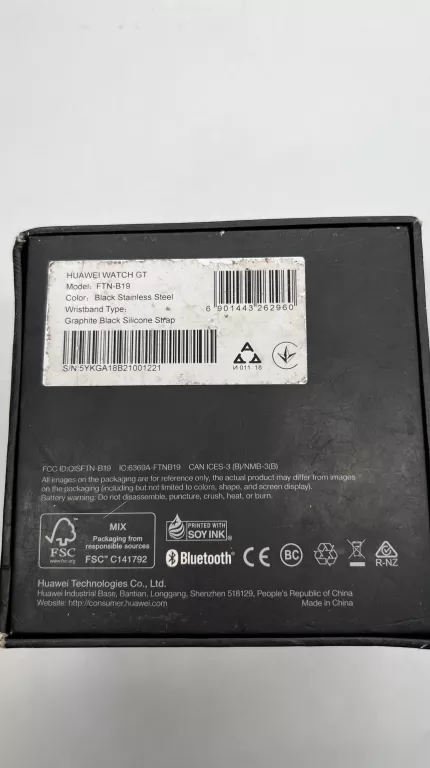 HUAWEI WATCH GT
Model: FTN-B19
Color: Black Stainless Steel
Wristband Type:
Graphite Black Silicone Strap
6 901443 262960
S/N:5YKGA18B21001221
И 011 18
FCC ID:QISFTN-B19 IC:6369A-FTNB19 CAN ICES-3 (B)/NMB-3(B)
All images on the packaging are for reference only, the actual product may differ from images
on the packaging (including but not limited to colors, shape, and screen display).
Battery warning: Do not disassemble, puncture, crush, heat, or burn.
FSC
www.fsc.org
MIX
Packaging from
responsible sources
FSC™ C141792
PRINTED WITH
SOY INK
Bluetooth®
CE
BC
R-NZ
Huawei Technologies Co., Ltd.
Huawei Industrial Base, Bantian, Longgang, Shenzhen 518129, People's Republic of China
Website: http://consumer.huawei.com Made in China